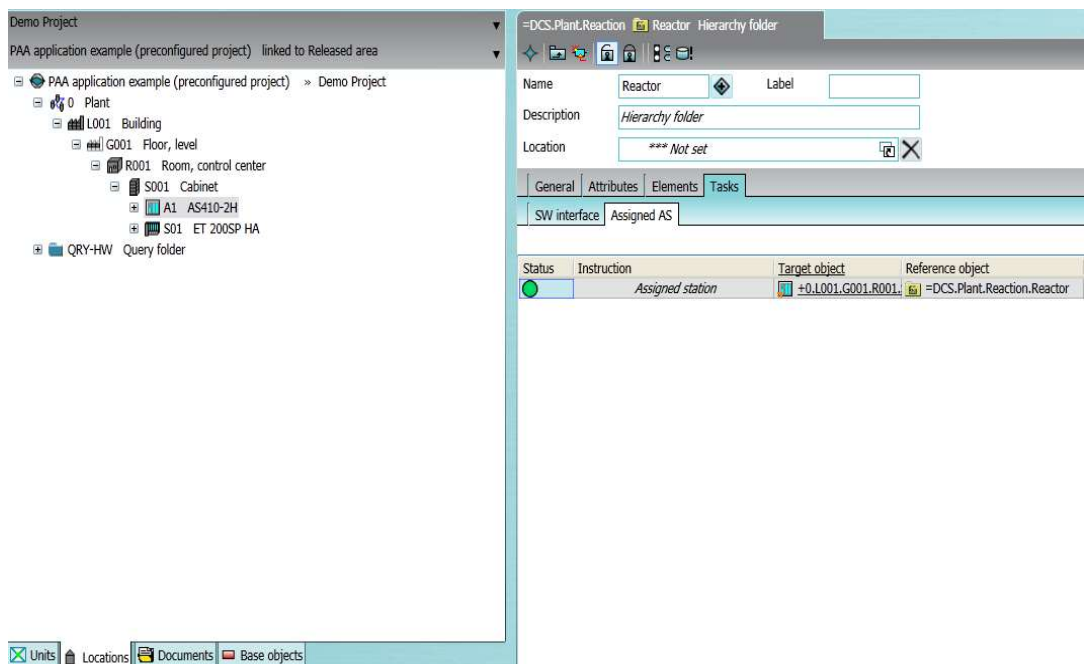 Demo Project
PAA application example (preconfigured project) linked to Released area
PAA application example (preconfigured project) » Demo Project
0 Plant
L001 Building
G001 Floor, level
R001 Room, control center
S001 Cabinet
A1 AS410-2H
S01 ET 200SP HA
QRY-HW Query folder
Units Locations Documents Base objects
=DCS.Plant.Reaction Reactor Hierarchy folder
Name Reactor Label
Description Hierarchy folder
Location *** Not set
General Attributes Elements Tasks
SW interface Assigned AS
Status Instruction Target object Reference object
Assigned station +0.L001.G001.R001. =DCS.Plant.Reaction.Reactor